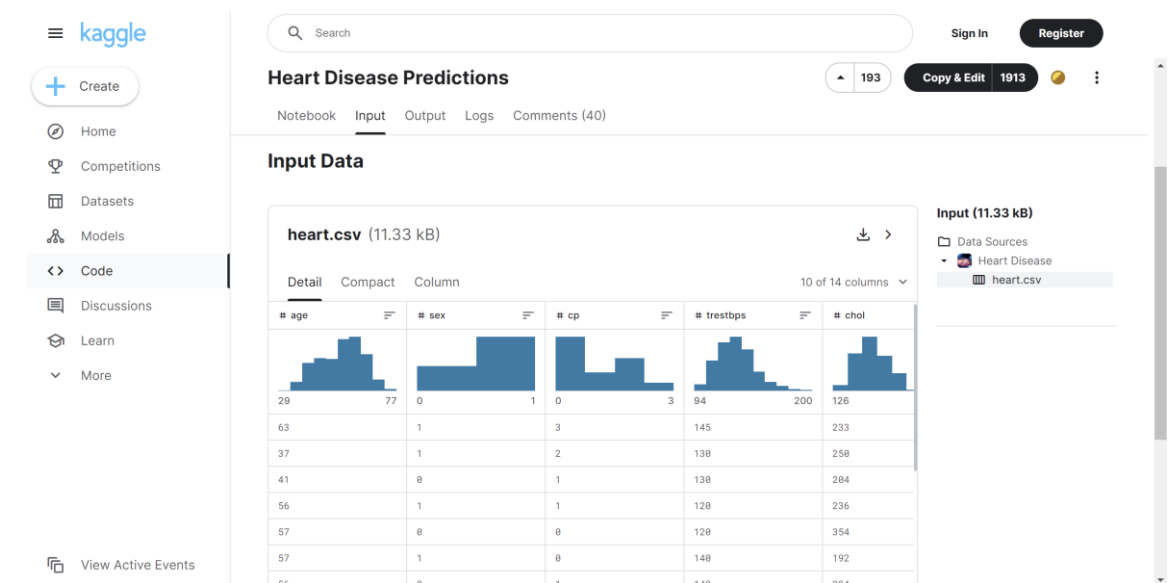 kaggle
Search
Sign In
Register
Create
Home
Competitions
Datasets
Models
Code
Discussions
Learn
More
View Active Events
Heart Disease Predictions
193
Copy & Edit 1913
Notebook Input Output Logs Comments (40)
Input Data
heart.csv (11.33 kB)
Detail Compact Column
10 of 14 columns
# age # sex # cp # trestbps # chol
29 77 0 1 0 3 94 200 126
63 1 3 145 233
37 1 2 130 250
41 0 1 130 204
56 1 1 120 236
57 0 0 120 354
57 1 0 140 192
Input (11.33 kB)
Data Sources
Heart Disease
heart.csv